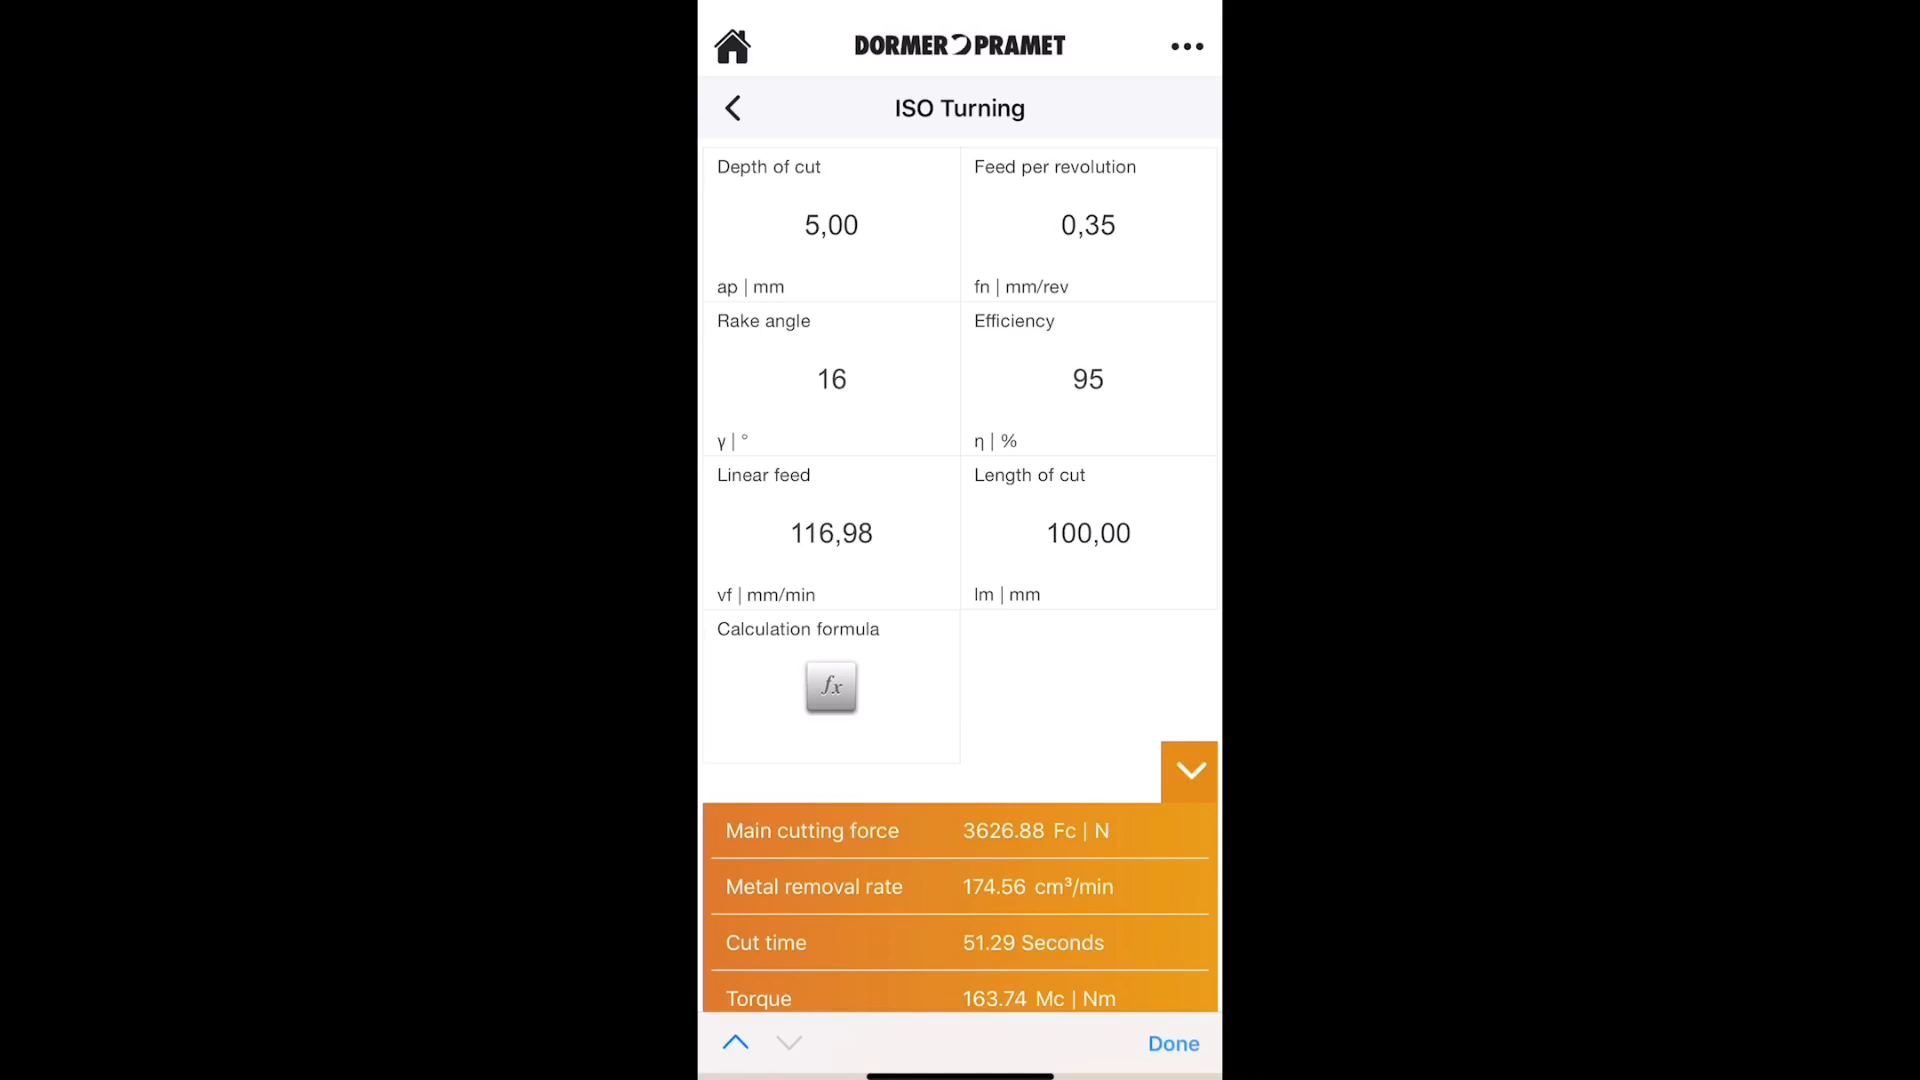 DORMER PRAMET
ISO Turning
Depth of cut
5,00
ap | mm
Feed per revolution
0,35
fn | mm/rev
Rake angle
16
γ | °
Efficiency
95
η | %
Linear feed
116,98
vf | mm/min
Length of cut
100,00
lm | mm
Calculation formula
fx
Main cutting force 3626.88 Fc | N
Metal removal rate 174.56 cm³/min
Cut time 51.29 Seconds
Torque 163.74 Mc | Nm
Done